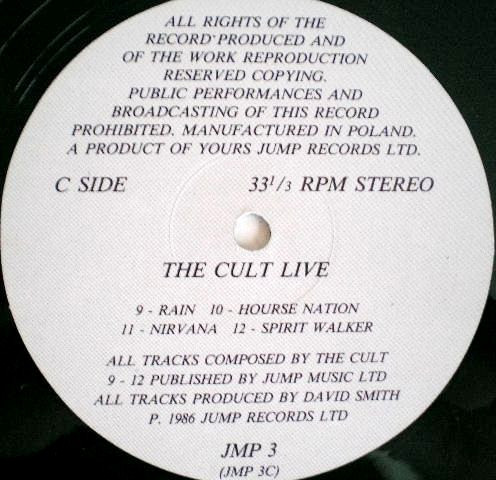 ALL RIGHTS OF THE
RECORD PRODUCED AND
OF THE WORK REPRODUCTION
RESERVED COPYING.
PUBLIC PERFORMANCES AND
BROADCASTING OF THIS RECORD
PROHIBITED. MANUFACTURED IN POLAND.
A PRODUCT OF YOURS JUMP RECORDS LTD.
C SIDE 33 1/3 RPM STEREO
THE CULT LIVE
9 - RAIN 10 - HOURSE NATION
11 - NIRVANA 12 - SPIRIT WALKER
ALL TRACKS COMPOSED BY THE CULT
9 - 12 PUBLISHED BY JUMP MUSIC LTD
ALL TRACKS PRODUCED BY DAVID SMITH
P. 1986 JUMP RECORDS LTD
JMP 3
(JMP 3C)